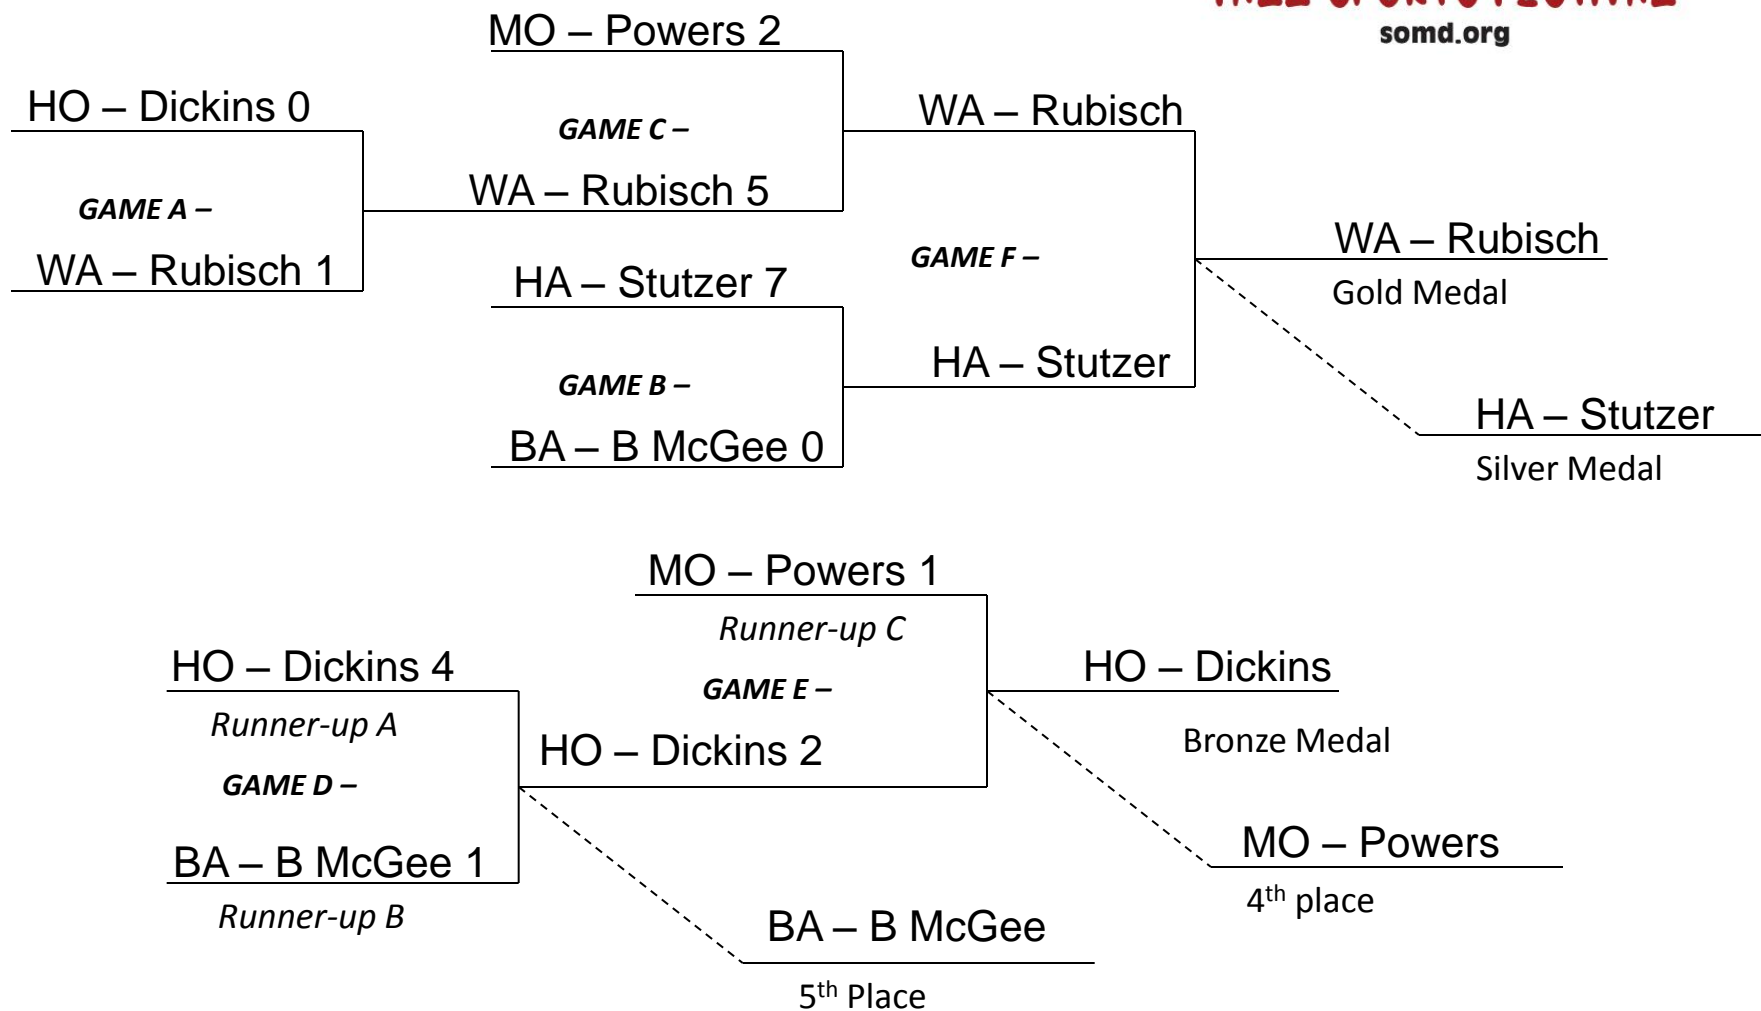 somd.org
MO – Powers 2
HO – Dickins 0
GAME C –
WA – Rubisch
WA – Rubisch 5
GAME A –
WA – Rubisch 1
HA – Stutzer 7
GAME F –
WA – Rubisch
Gold Medal
GAME B –
HA – Stutzer
BA – B McGee 0
HA – Stutzer
Silver Medal
MO – Powers 1
Runner-up C
HO – Dickins 4
Runner-up A
GAME E –
HO – Dickins
HO – Dickins 2
Bronze Medal
GAME D –
BA – B McGee 1
Runner-up B
MO – Powers
4th place
BA – B McGee
5th Place